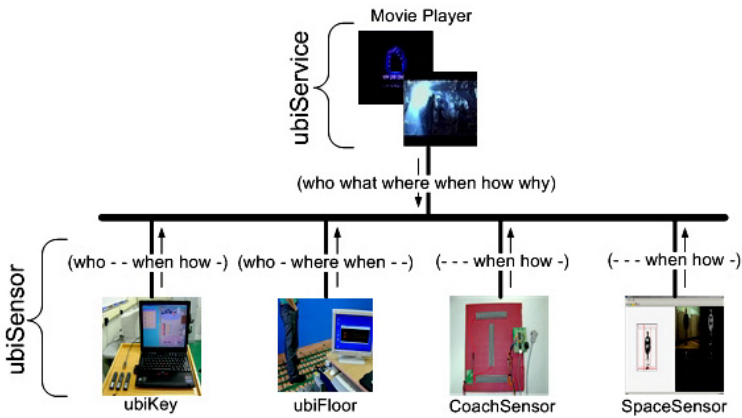 Movie Player
ubiService
(who what where when how why)
ubiSensor
(who - - when how -)
(who - where when - -)
(- - - when how -)
(- - - when how -)
ubiKey
ubiFloor
CoachSensor
SpaceSensor